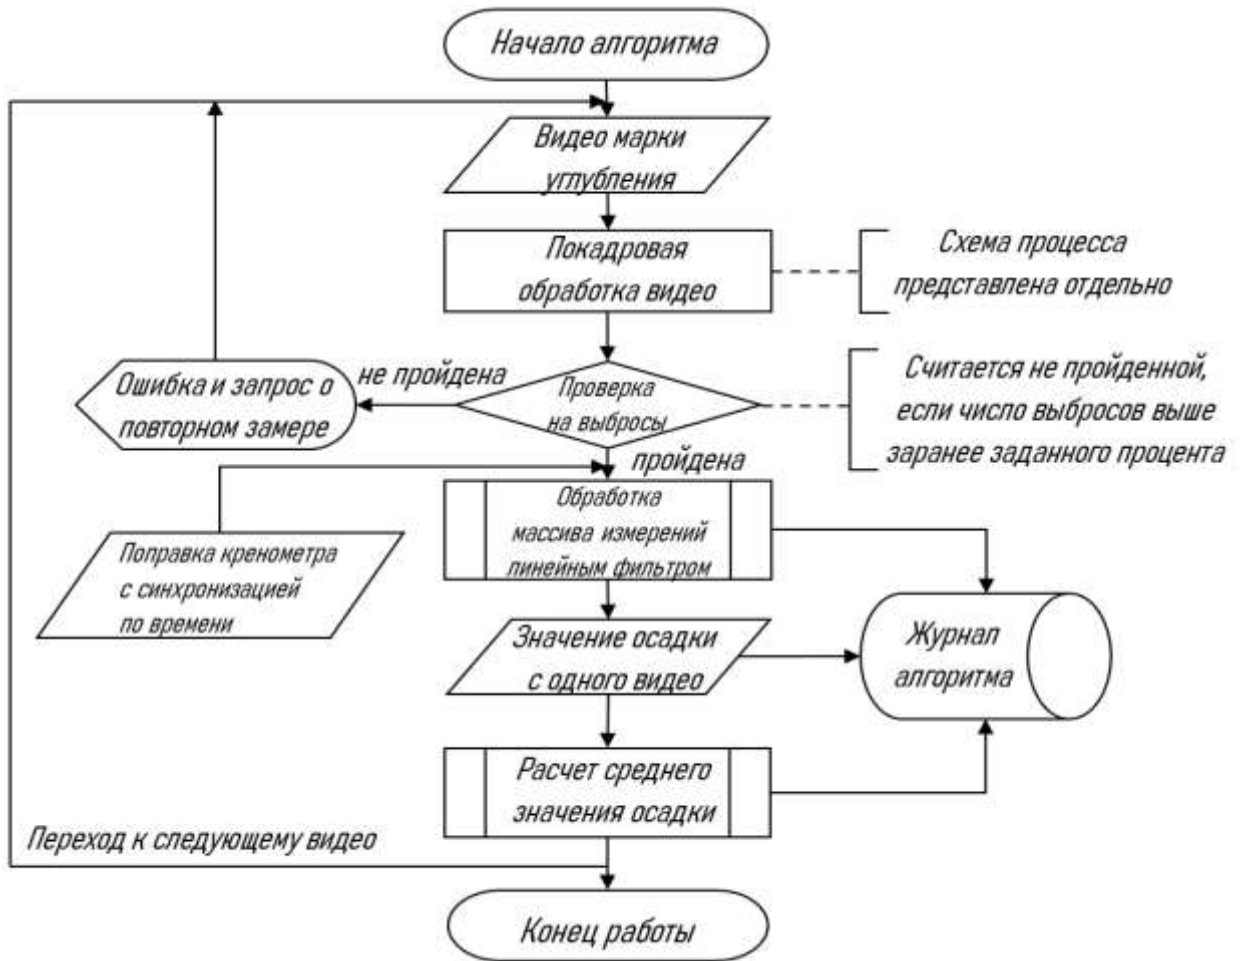 Начало алгоритма
Видео марки
углубления
Покадровая
обработка видео
Схема процесса
представлена отдельно
Ошибка и запрос о
повторном замере
не пройдена
Проверка
на выбросы
Считается не пройденной,
если число выбросов выше
заранее заданного процента
пройдена
Обработка
массива измерений
линейным фильтром
Поправка кренометра
с синхронизацией
по времени
Значение осадки
с одного видео
Журнал
алгоритма
Расчет среднего
значения осадки
Переход к следующему видео
Конец работы